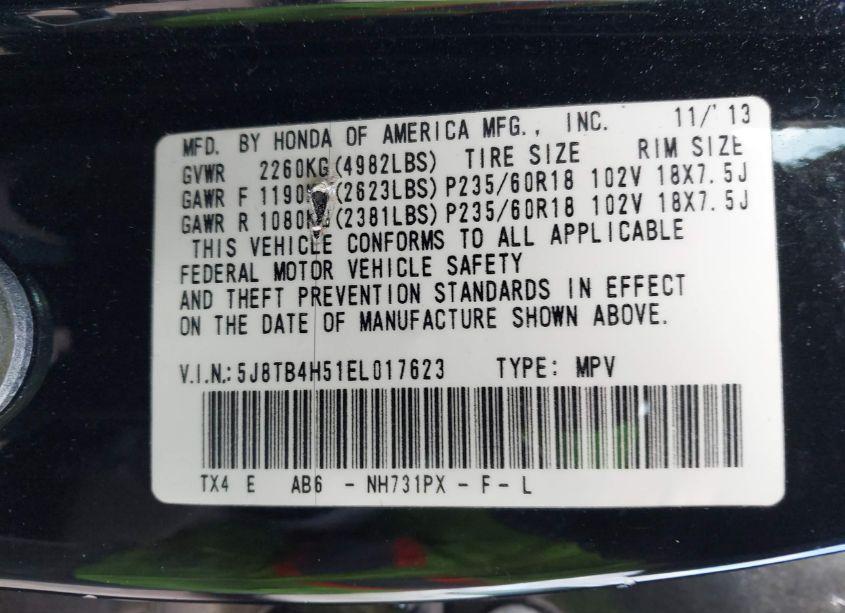 MFD. BY HONDA OF AMERICA MFG., INC. 11/'13
GVWR 2260KG(4982LBS) TIRE SIZE RIM SIZE
GAWR F 1190 (2623LBS) P235/60R18 102V 18X7.5J
GAWR R 1080 (2381LBS) P235/60R18 102V 18X7.5J
THIS VEHICLE CONFORMS TO ALL APPLICABLE
FEDERAL MOTOR VEHICLE SAFETY
AND THEFT PREVENTION STANDARDS IN EFFECT
ON THE DATE OF MANUFACTURE SHOWN ABOVE.
V.I.N.:5J8TB4H51EL017623 TYPE: MPV
TX4 E AB6 - NH731PX - F - L